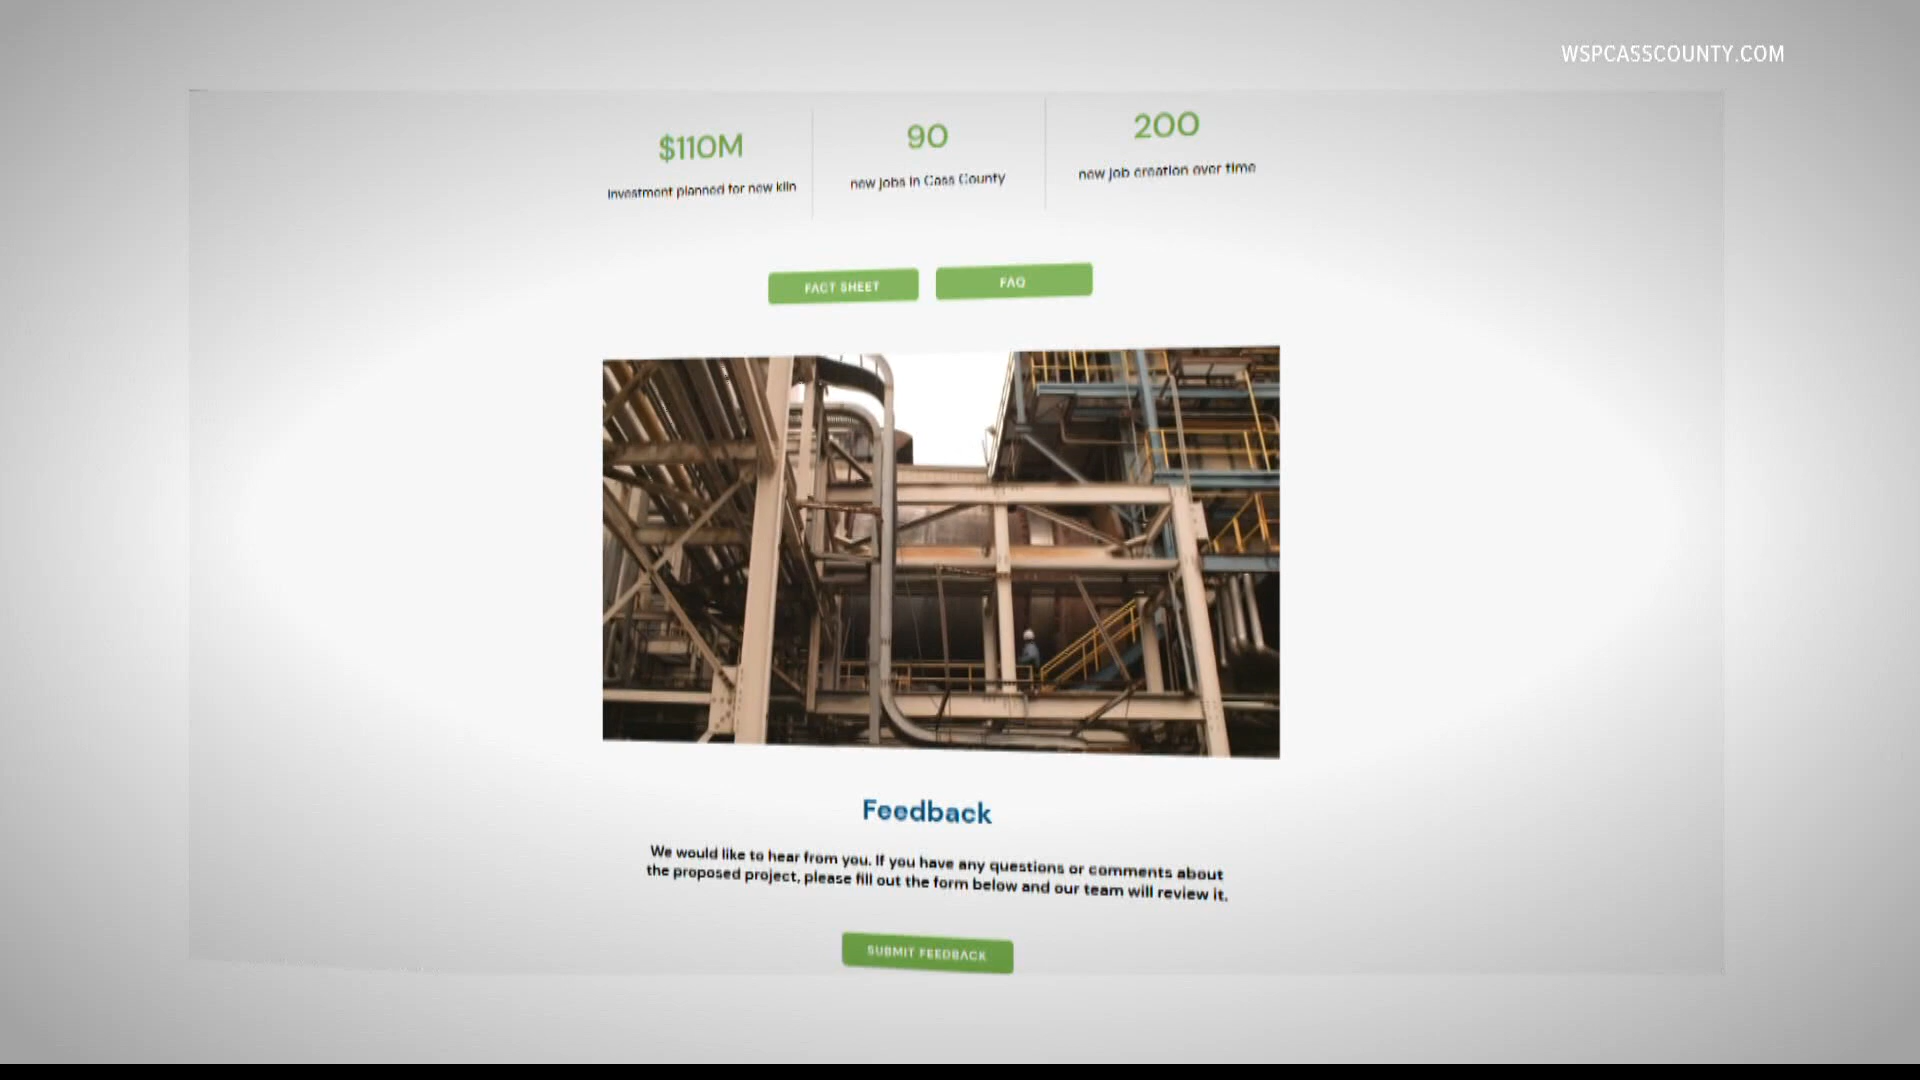 WSPCASSCOUNTY.COM
$110M
90
200
investment planned for new kiln
new jobs in Cass County
new job creation over time
FACT SHEET
FAQ
Feedback
We would like to hear from you. If you have any questions or comments about
the proposed project, please fill out the form below and our team will review it.
SUBMIT FEEDBACK